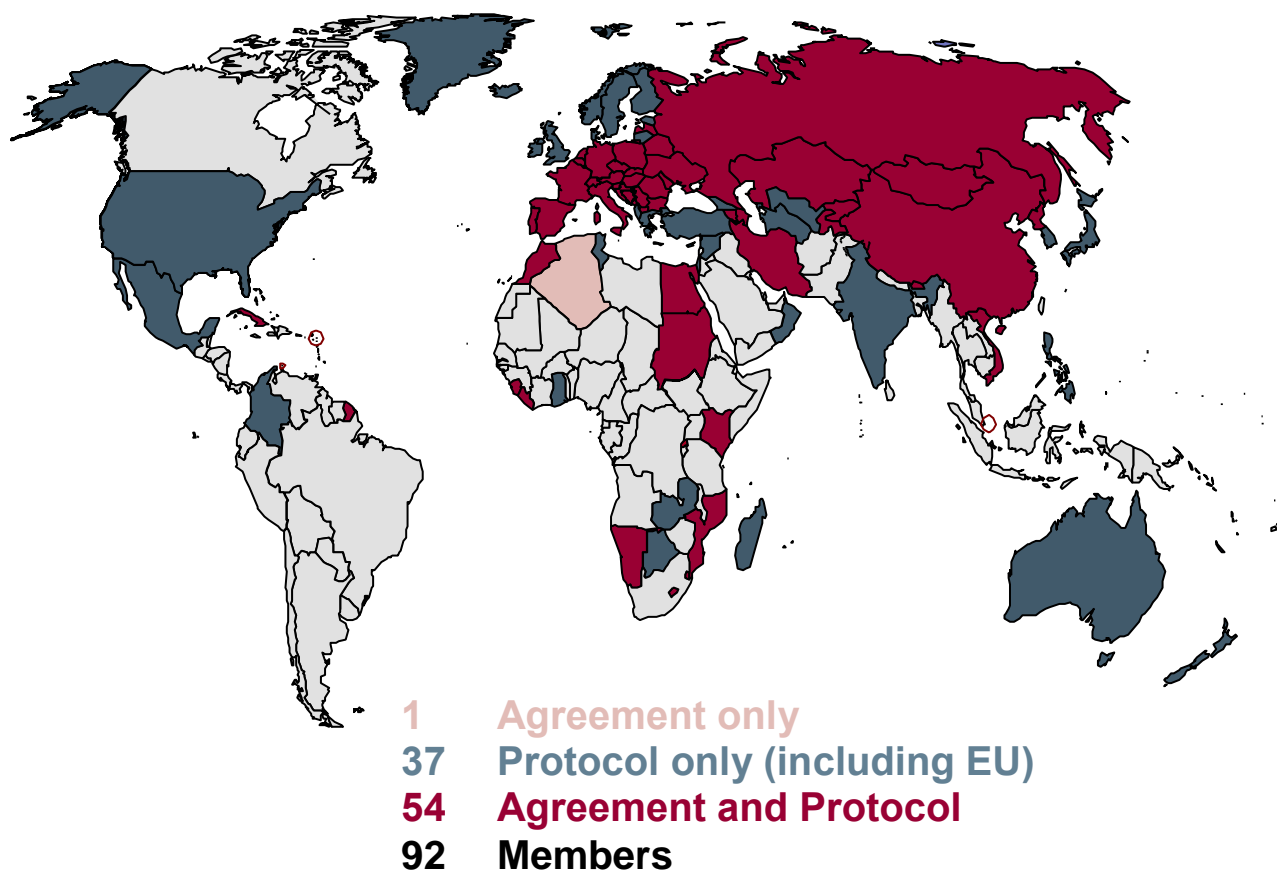 1 Agreement only
37 Protocol only (including EU)
54 Agreement and Protocol
92 Members